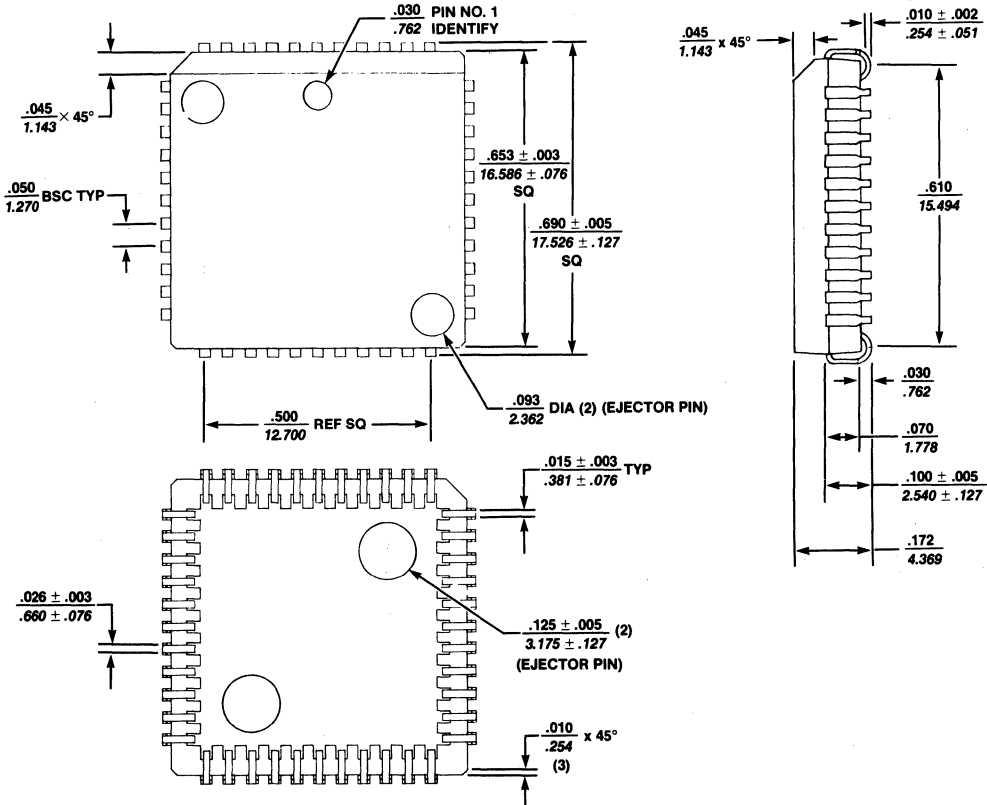 .030 PIN NO. 1
.762 IDENTIFY
.045
1.143 × 45°
.050
1.270 BSC TYP
.653 ± .003
16.586 ± .076
SQ
.690 ± .005
17.526 ± .127
SQ
.093
2.362 DIA (2) (EJECTOR PIN)
.500
12.700 REF SQ
.045
1.143 x 45°
.010 ± .002
.254 ± .051
.610
15.494
.030
.762
.070
1.778
.100 ± .005
2.540 ± .127
.172
4.369
.015 ± .003
.381 ± .076 TYP
.026 ± .003
.660 ± .076
.125 ± .005
3.175 ± .127 (2)
(EJECTOR PIN)
.010
.254 x 45°
(3)